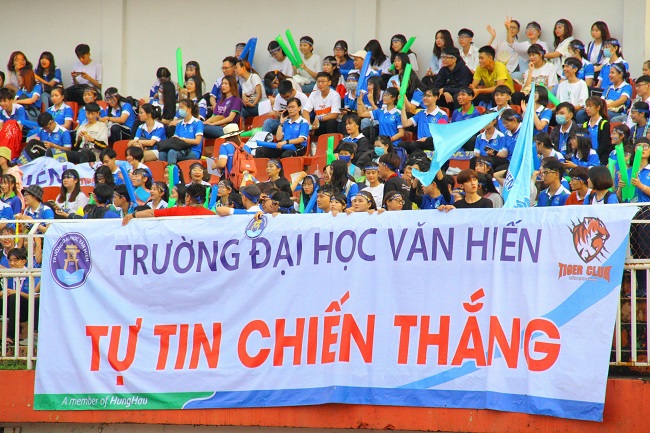 TRƯỜNG ĐẠI HỌC VĂN HIẾN
TIGER CLUB
TỰ TIN CHIẾN THẮNG
A member of HungHau